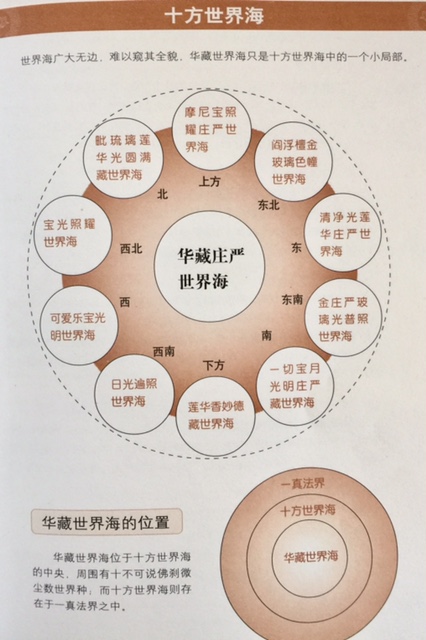 十方世界海
世界海广大无边，难以窥其全貌，华藏世界海只是十方世界海中的一个小局部。
摩尼宝照
耀庄严世
界海
毗琉璃莲
华光圆满
藏世界海
阎浮檀金
玻璃色幢
世界海
北
上方
东北
宝光照耀
世界海
清净光莲
华庄严世
界海
西北
华藏庄严
世界海
东
可爱乐宝光
明世界海
西
东南
金庄严玻
璃光普照
世界海
西南
下方
南
日光遍照
世界海
莲华香妙德
藏世界海
一切宝月
光明庄严
藏世界海
一真法界
十方世界海
华藏世界海
华藏世界海的位置
华藏世界海位于十方世界海
的中央，周围有十不可说佛刹微
尘数世界种；而十方世界海则存
在于一真法界之中。